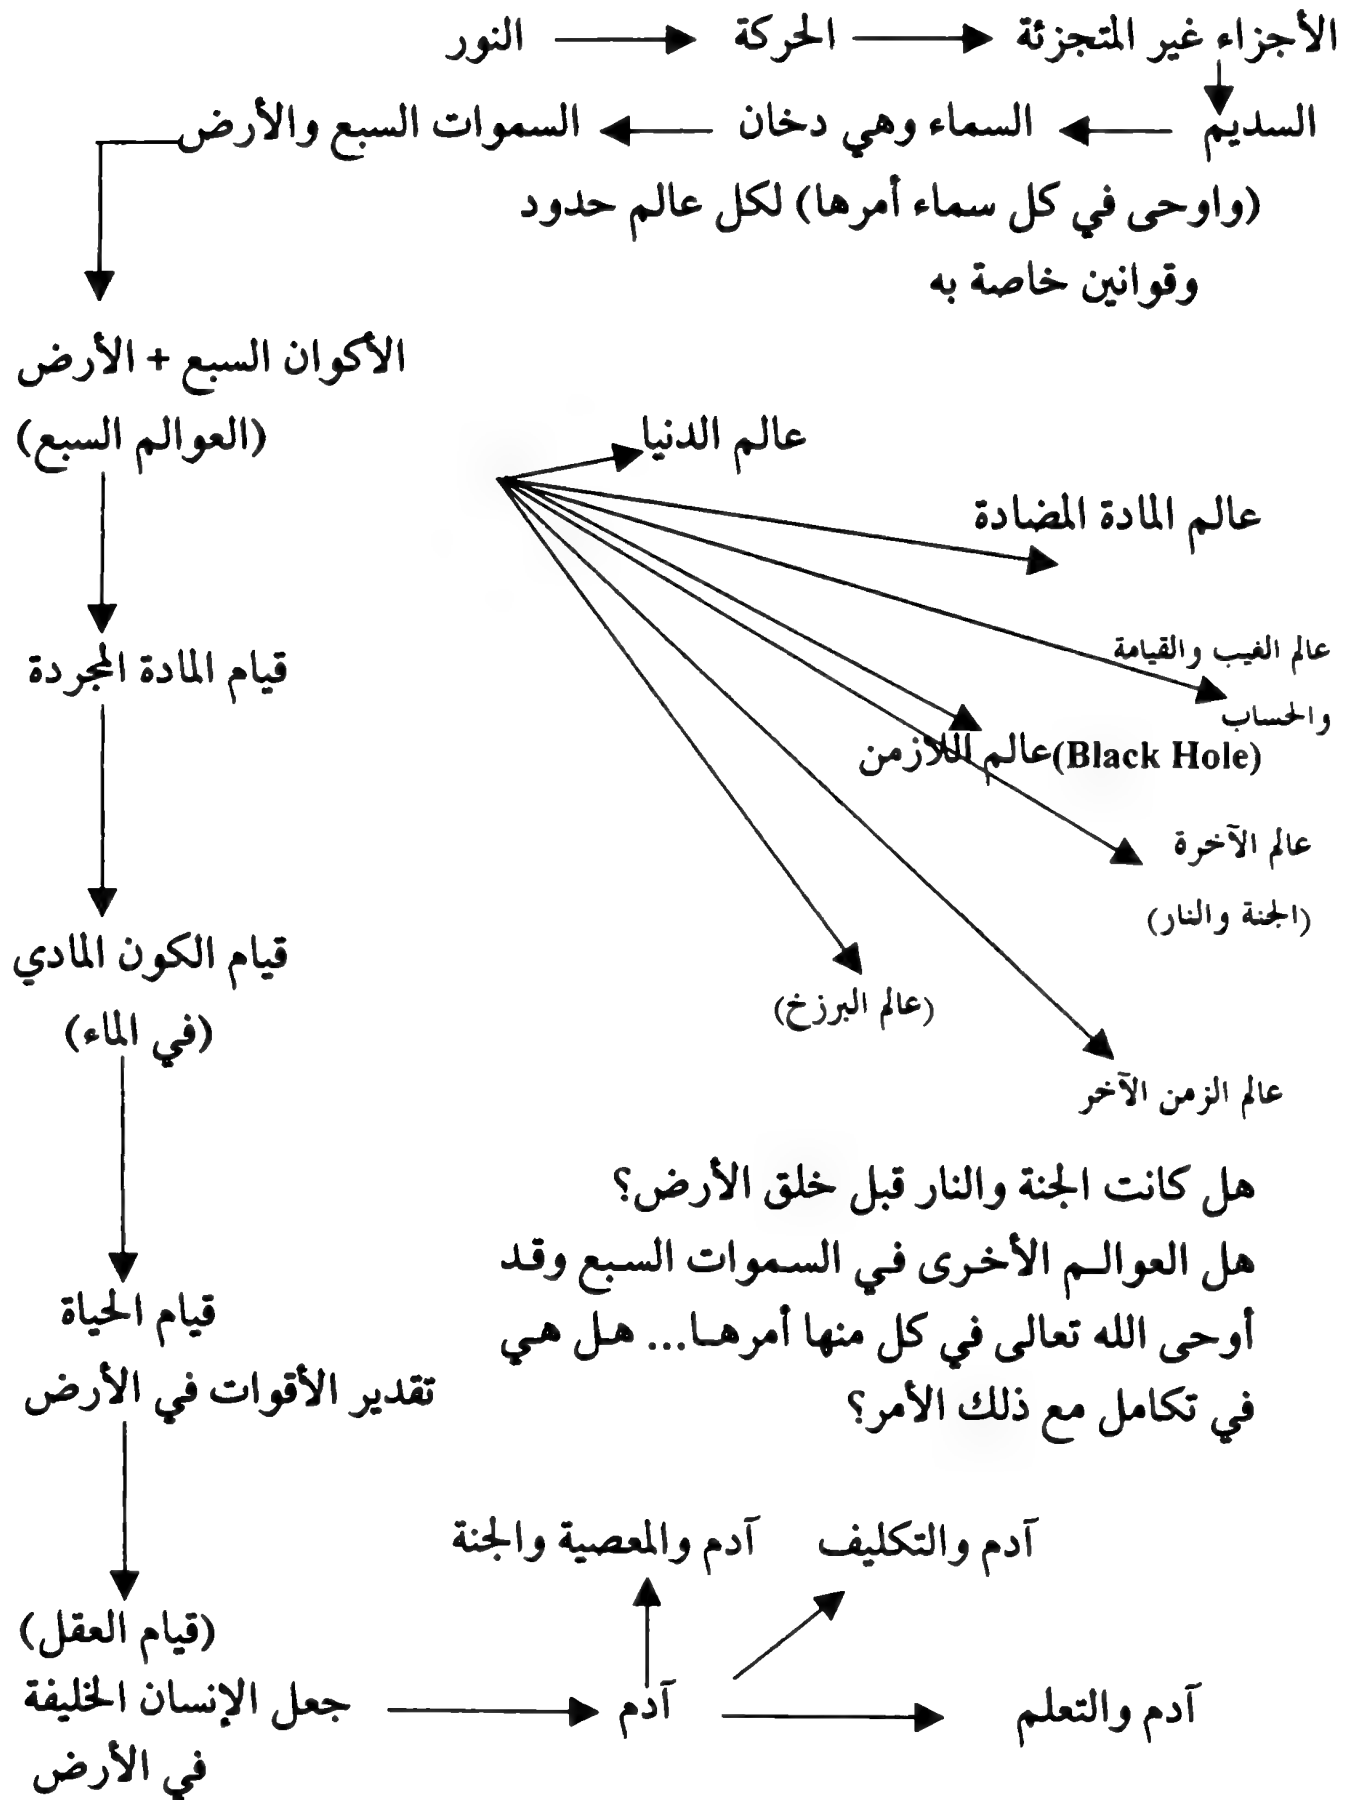 النور الحركة الأجزاء غير المتجزئة
السديم السماء وهي دخان السموات السبع والأرض
(واوحى في كل سماء أمرها) لكل عالم حدود
وقوانين خاصة به
الأكوان السبع + الأرض
(العوالم السبع)
عالم الدنيا
عالم المادة المضادة
عالم الغيب والقيامة
والحساب
عالم اللازمن(Black Hole)
عالم الآخرة
(الجنة والنار)
(عالم البرزخ)
عالم الزمن الآخر
قيام المادة المجردة
قيام الكون المادي
(في الماء)
هل كانت الجنة والنار قبل خلق الأرض؟
هل العوالم الأخرى في السموات السبع وقد
أوحى الله تعالى في كل منها أمرها... هل هي
في تكامل مع ذلك الأمر؟
قيام الحياة
تقدير الأقوات في الأرض
آدم والتكليف
آدم والمعصية والجنة
(قيام العقل)
جعل الإنسان الخليفة
في الأرض
آدم
آدم والتعلم